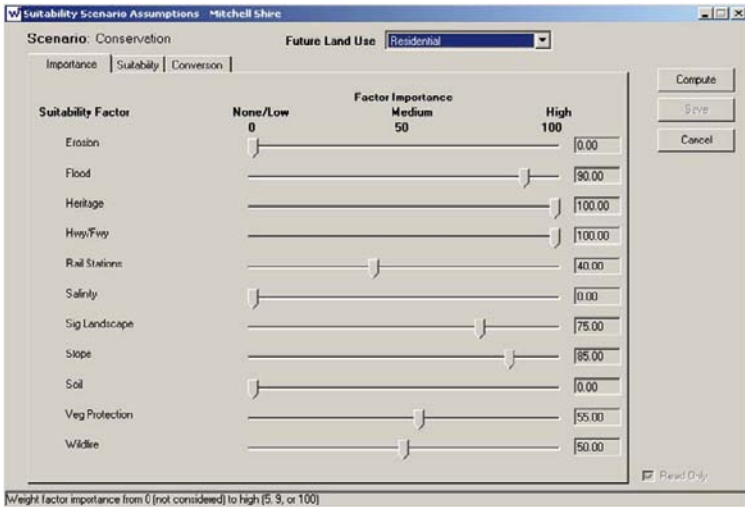 Suitability Scenario Assumptions Mitchell Shire
Scenario: Conservation
Future Land Use Residential
Importance Suitability Converson
Compute
Save
Cancel
Factor Importance
Suitability Factor None/Low Medium High
0 50 100
Erosion 0.00
Flood 90.00
Heritage 100.00
Hwy/Fwy 100.00
Rail Stations 40.00
Salinity 0.00
Sig Landscape 75.00
Slope 85.00
Soil 0.00
Veg Protection 55.00
Wildfire 50.00
Read Only
Weight factor importance from 0 (not considered) to high (5, 9, or 100)